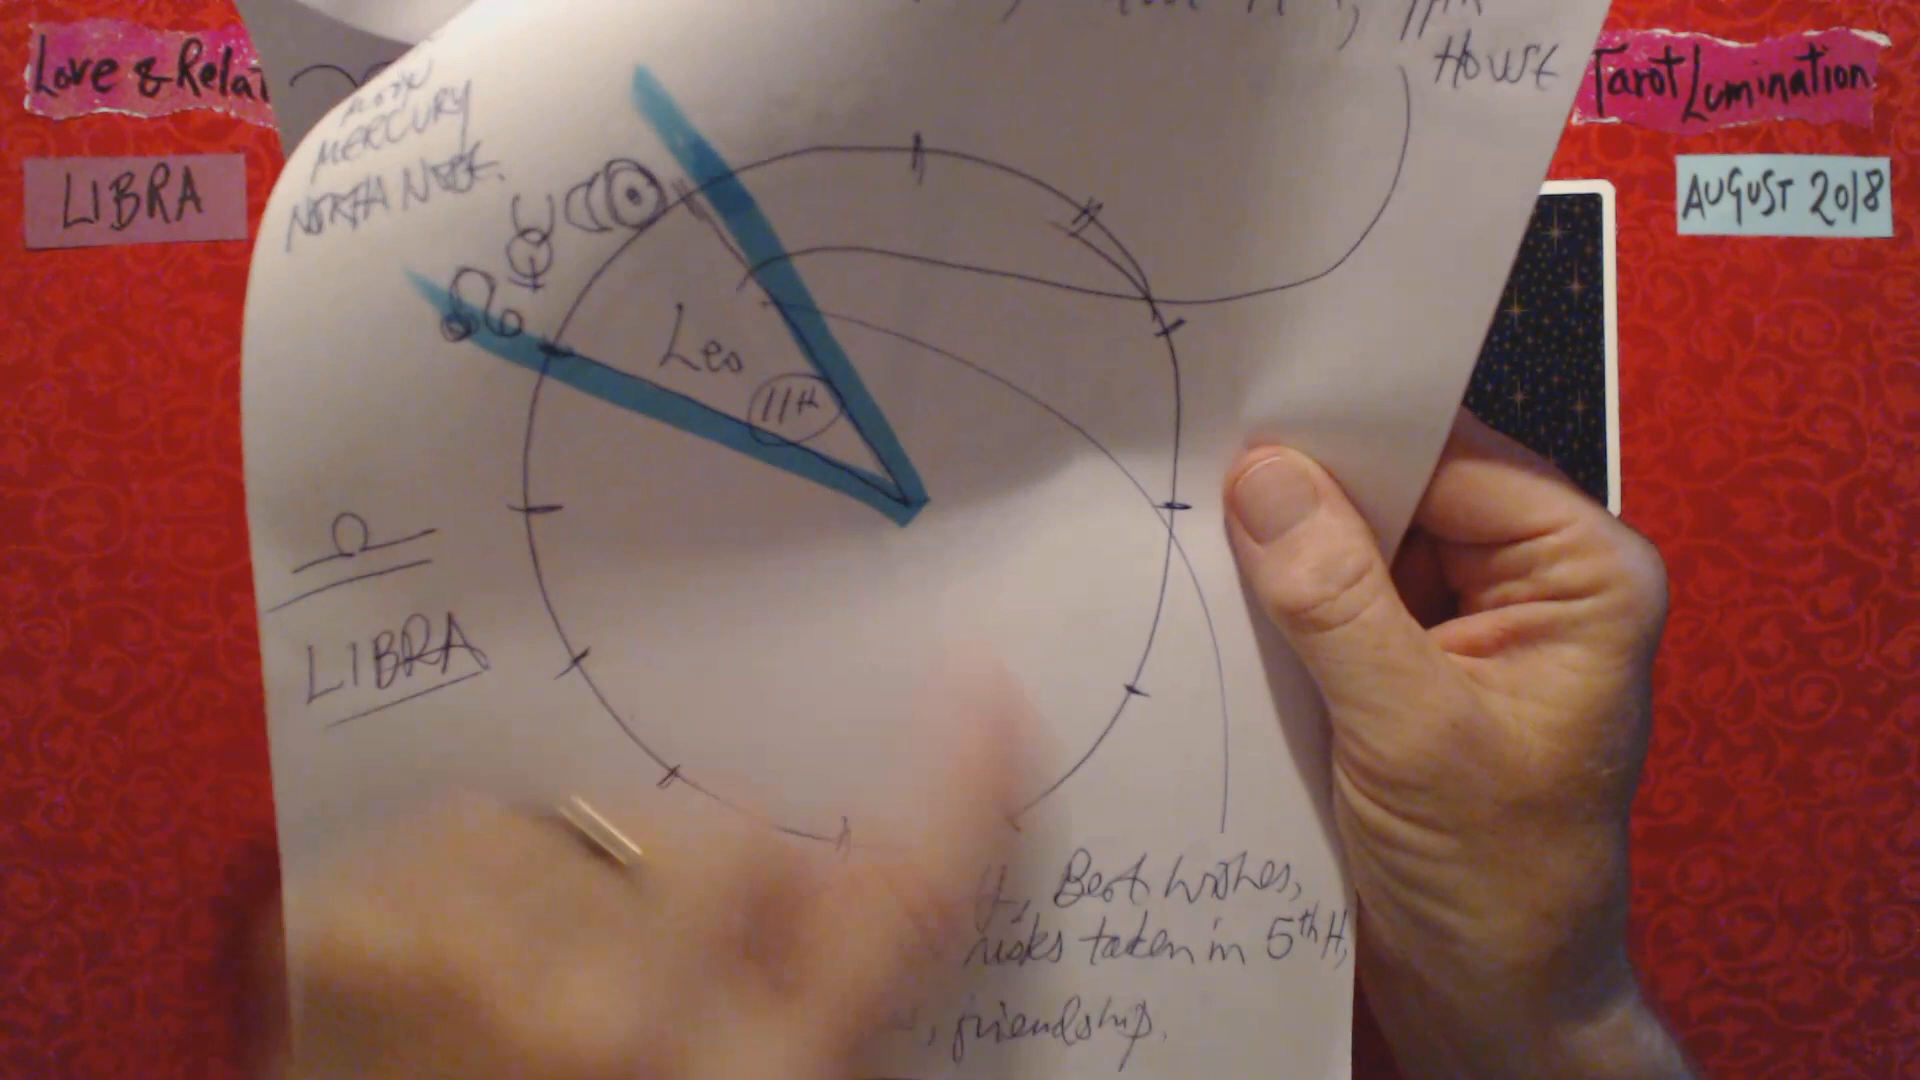 Love & Relat
LIBRA
Tarot Lumination
AUGUST 2018
HOUSE
MERCURY
NORTH NODE
Leo
11th
♎
LIBRA
Best wishes,
risks taken in 5th H,
, friendship.